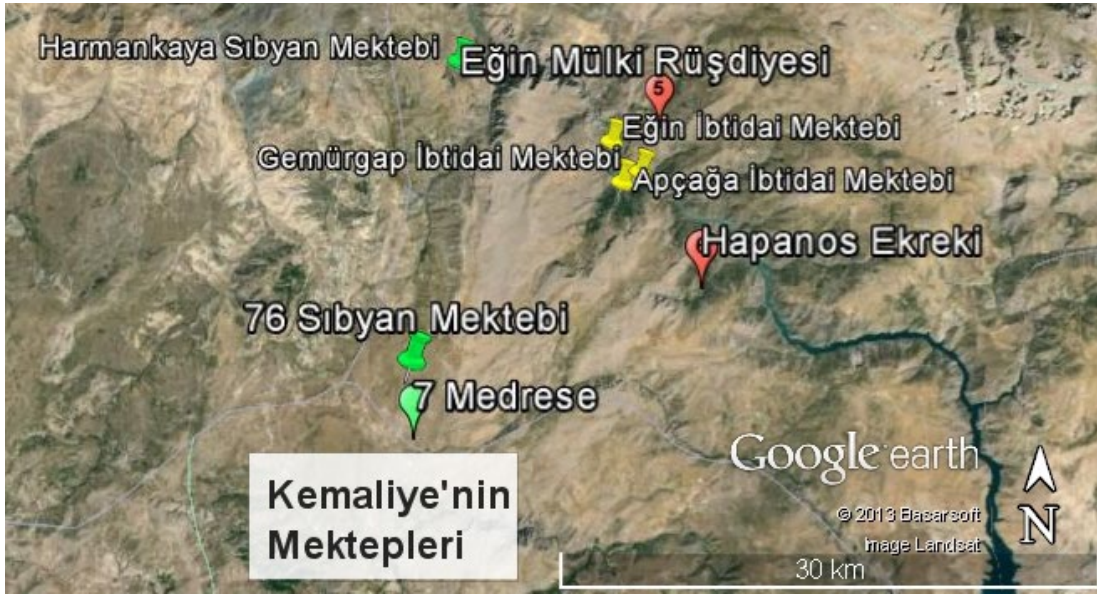 Harmankaya Sıbyan Mektebi
Eğin Mülki Rüşdiyesi
5
Eğin İbtidai Mektebi
Gemürgap İbtidai Mektebi
Apçağa İbtidai Mektebi
Hapanos Ekreki
76 Sıbyan Mektebi
7 Medrese
Kemaliye'nin
Mektepleri
Google earth
© 2013 Basarsoft
Image Landsat
N
30 km